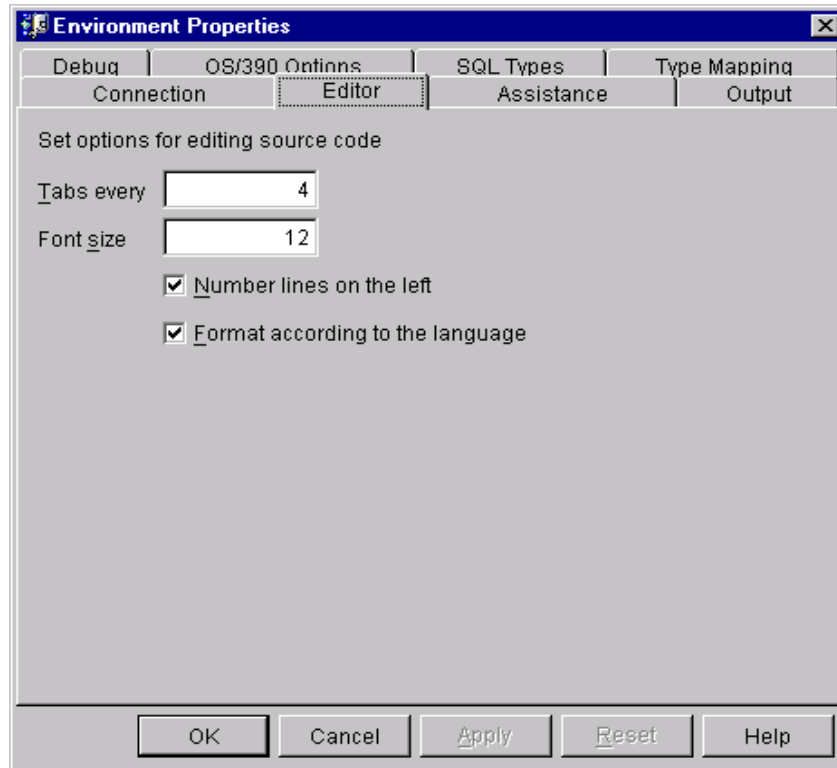 Environment Properties
Debug OS/390 Options SQL Types Type Mapping
Connection Editor Assistance Output
Set options for editing source code
Tabs every 4
Font size 12
Number lines on the left
Format according to the language
OK Cancel Apply Reset Help